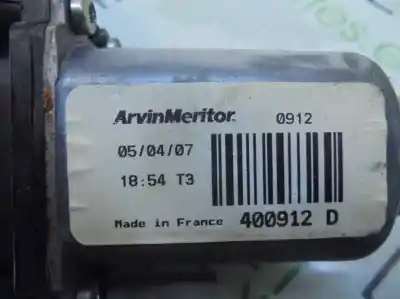 ArvinMeritor. 0912
05/04/07
18:54 T3
Made in France 400912 D